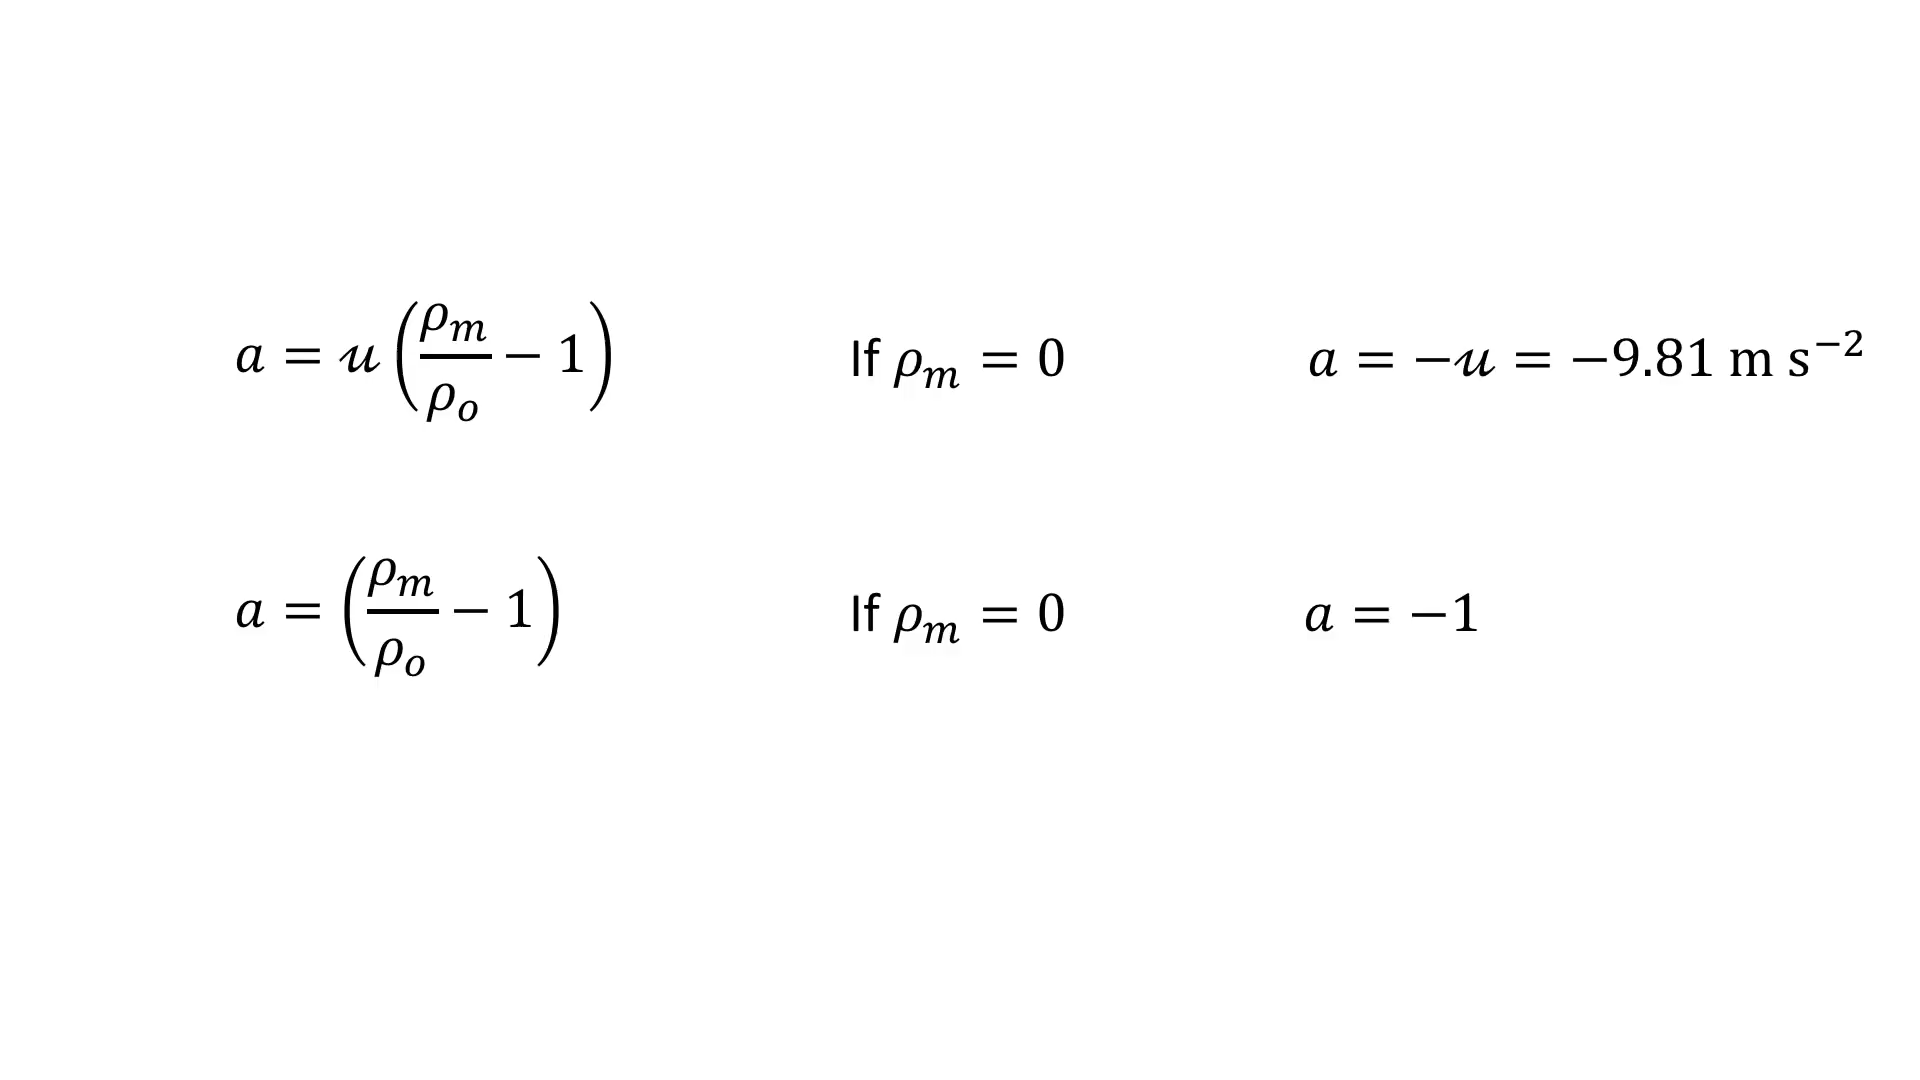 𝑎 = 𝓊 (𝜌ₘ/𝜌ₒ − 1) If 𝜌ₘ = 0 𝑎 = −𝓊 = −9.81 m s⁻²
𝑎 = (𝜌ₘ/𝜌ₒ − 1) If 𝜌ₘ = 0 𝑎 = −1